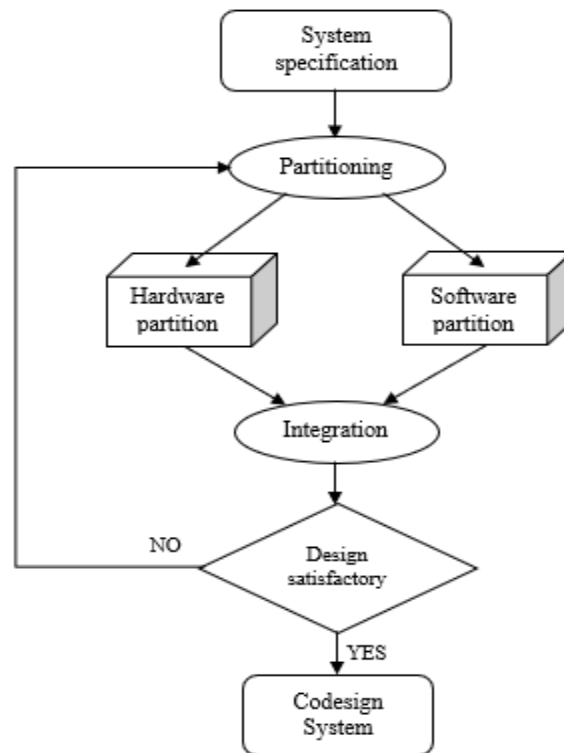 System
specification
Partitioning
Hardware
partition
Software
partition
Integration
Design
satisfactory
NO
YES
Codesign
System